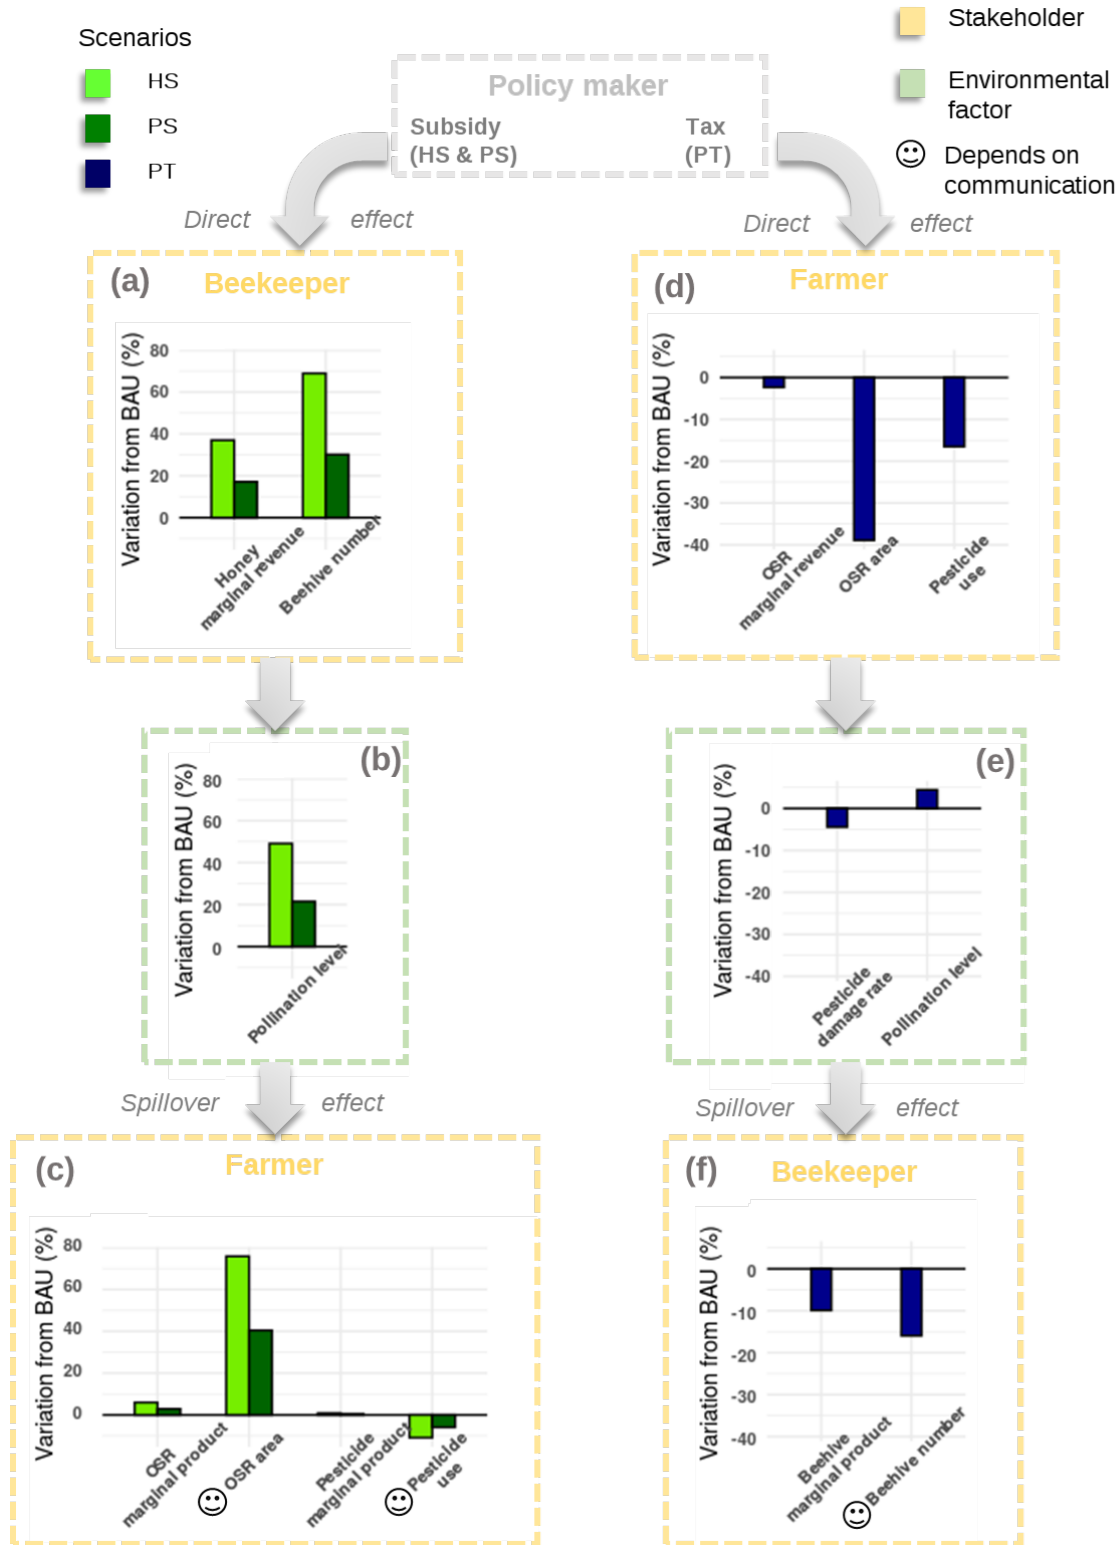 Scenarios
HS
PS
PT
Policy maker
Subsidy
(HS & PS)
Tax
(PT)
Stakeholder
Environmental
factor
Depends on
communication
Direct effect
Direct effect
(a)
Beekeeper
Variation from BAU (%)
80
60
40
20
0
Honey
marginal revenue
Beehive number
(d)
Farmer
Variation from BAU (%)
0
-10
-20
-30
-40
OSR
marginal revenue
OSR area
Pesticide
use
(b)
Variation from BAU (%)
80
60
40
20
0
Pollination level
(e)
Variation from BAU (%)
0
-10
-20
-30
-40
Pesticide
damage rate
Pollination level
Spillover effect
Spillover effect
(c)
Farmer
Variation from BAU (%)
80
60
40
20
0
OSR
marginal product
OSR area
Pesticide
marginal product
Pesticide
use
(f)
Beekeeper
Variation from BAU (%)
0
-10
-20
-30
-40
Beehive
marginal product
Beehive number